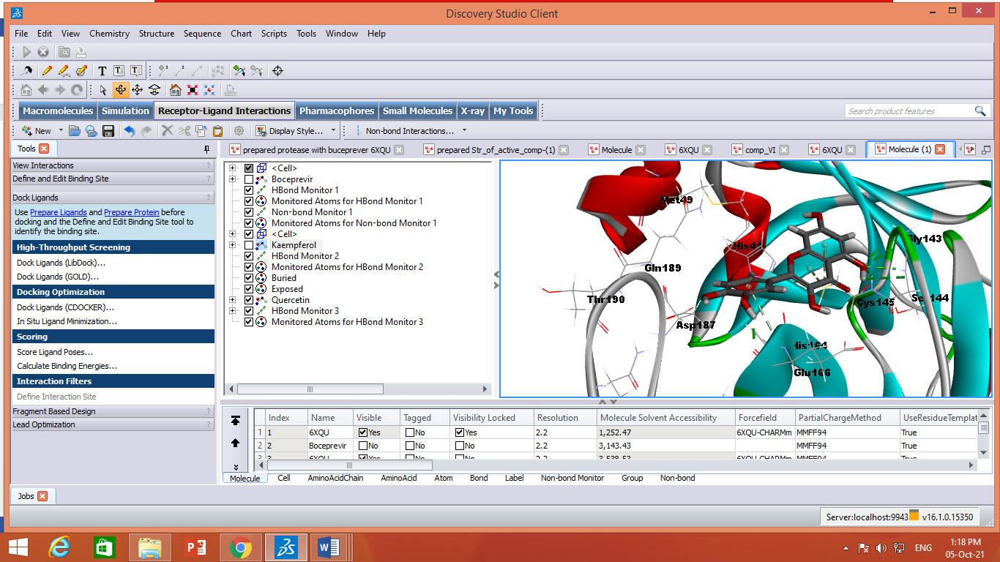 Discovery Studio Client
File Edit View Chemistry Structure Sequence Chart Scripts Tools Window Help
Macromolecules Simulation Receptor-Ligand Interactions Pharmacophores Small Molecules X-ray My Tools
Search product features
New Display Style... Non-bond Interactions...
Tools
prepared protease with buceprever 6XQU prepared Str_of_active_comp-(1) Molecule 6XQU comp_VI 6XQU Molecule (1)
View Interactions ?
Define and Edit Binding Site ?
Dock Ligands ?
Use Prepare Ligands and Prepare Protein before
docking and the Define and Edit Binding Site tool to
identify the binding site.
High-Throughput Screening
Dock Ligands (LibDock)...
Dock Ligands (GOLD)...
Docking Optimization
Dock Ligands (CDOCKER)...
In Situ Ligand Minimization...
Scoring
Score Ligand Poses...
Calculate Binding Energies...
Interaction Filters
Define Interaction Site
Fragment Based Design ?
Lead Optimization ?
<Cell>
Boceprevir
HBond Monitor 1
Monitored Atoms for HBond Monitor 1
Non-bond Monitor 1
Monitored Atoms for Non-bond Monitor 1
<Cell>
Kaempferol
HBond Monitor 2
Monitored Atoms for HBond Monitor 2
Buried
Exposed
Quercetin
HBond Monitor 3
Monitored Atoms for HBond Monitor 3
Met49
Gly143
His41
Gln189
Thr190
Cys145
Ser144
Asp187
His164
Glu166
Index Name Visible Tagged Visibility Locked Resolution Molecule Solvent Accessibility Forcefield PartialChargeMethod UseResidueTemplat
1 1 6XQU Yes No Yes 2.2 1,252.47 6XQU-CHARMm MMFF94 True
2 2 Boceprevir No No No 2.2 3,143.43 MMFF94 True
3 3 6XQU Yes No No 2.2 3,538.53 6XQU-CHARMm MMFF94 True
Molecule Cell AminoAcidChain AminoAcid Atom Bond Label Non-bond Monitor Group Non-bond
Jobs
Server:localhost:9943 v16.1.0.15350
ENG
1:18 PM
05-Oct-21